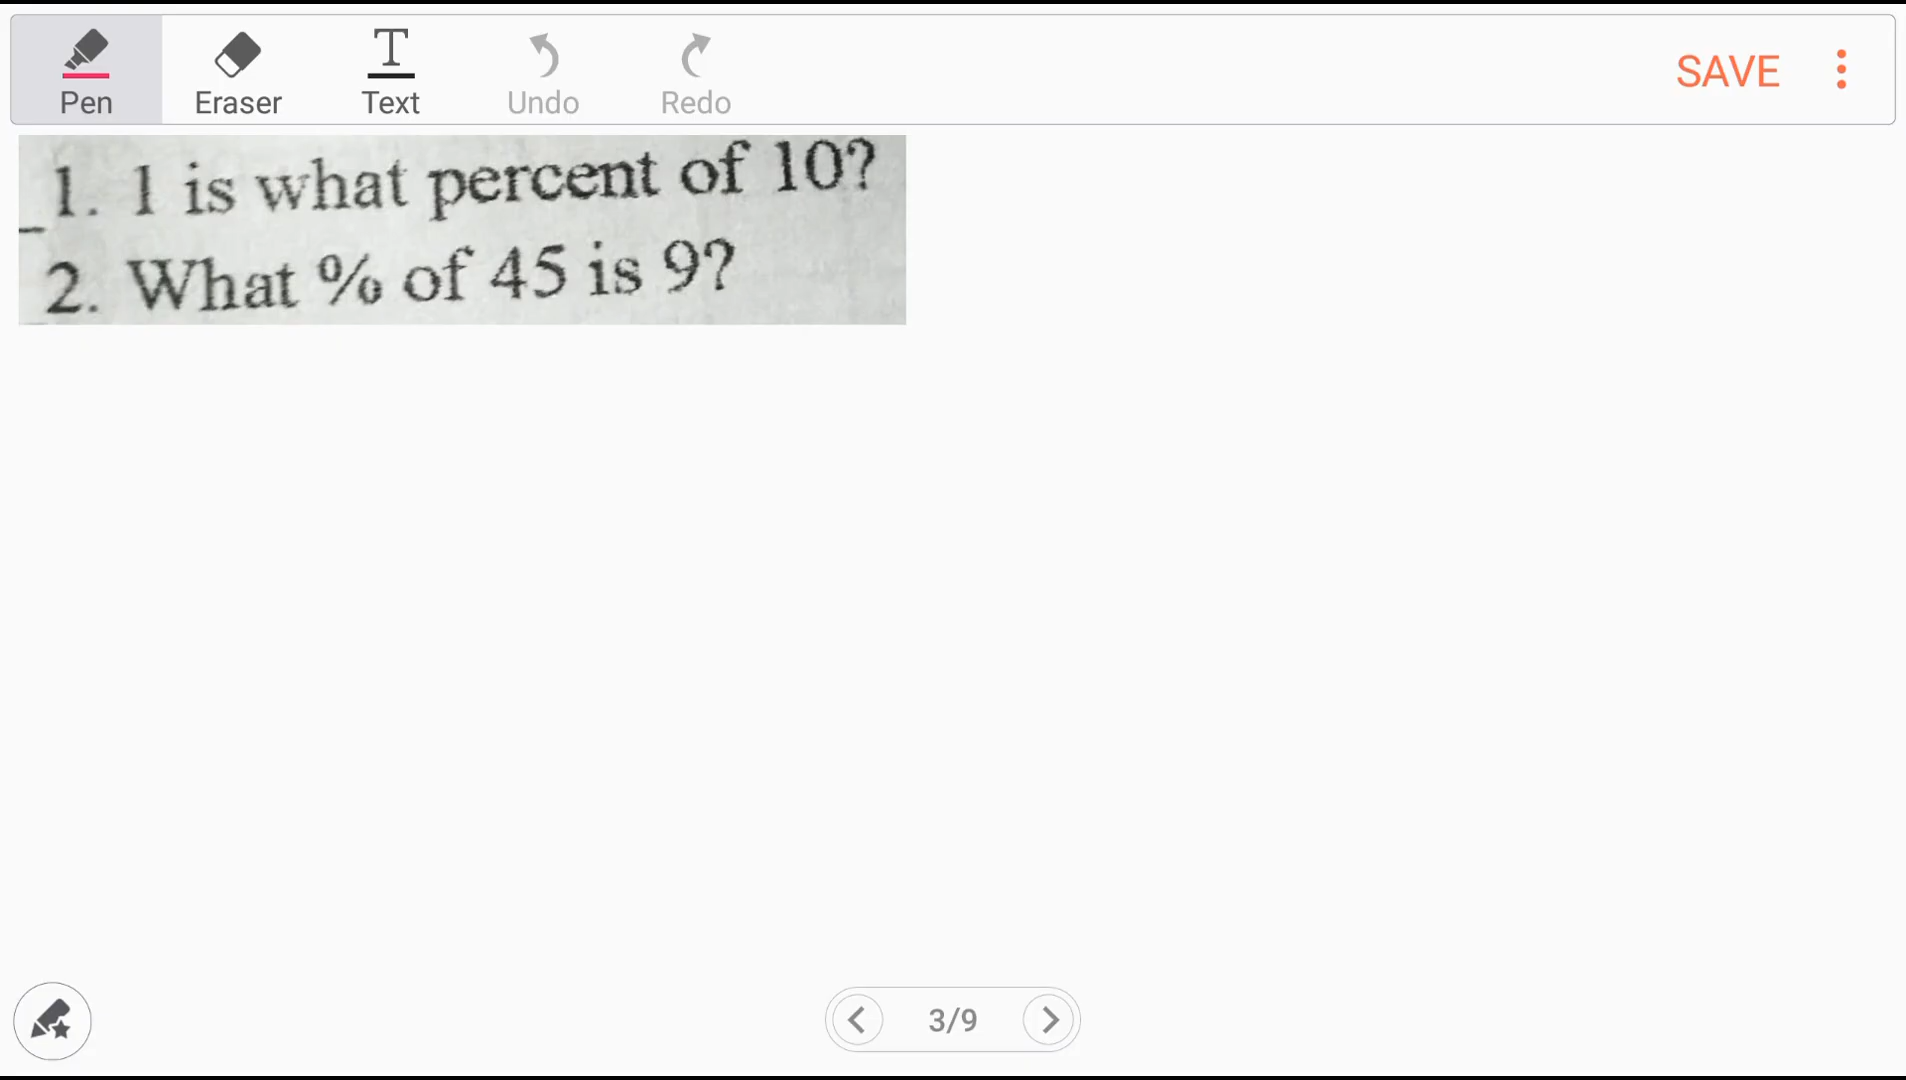 Pen Eraser Text Undo Redo SAVE
1. 1 is what percent of 10?
2. What % of 45 is 9?
3/9